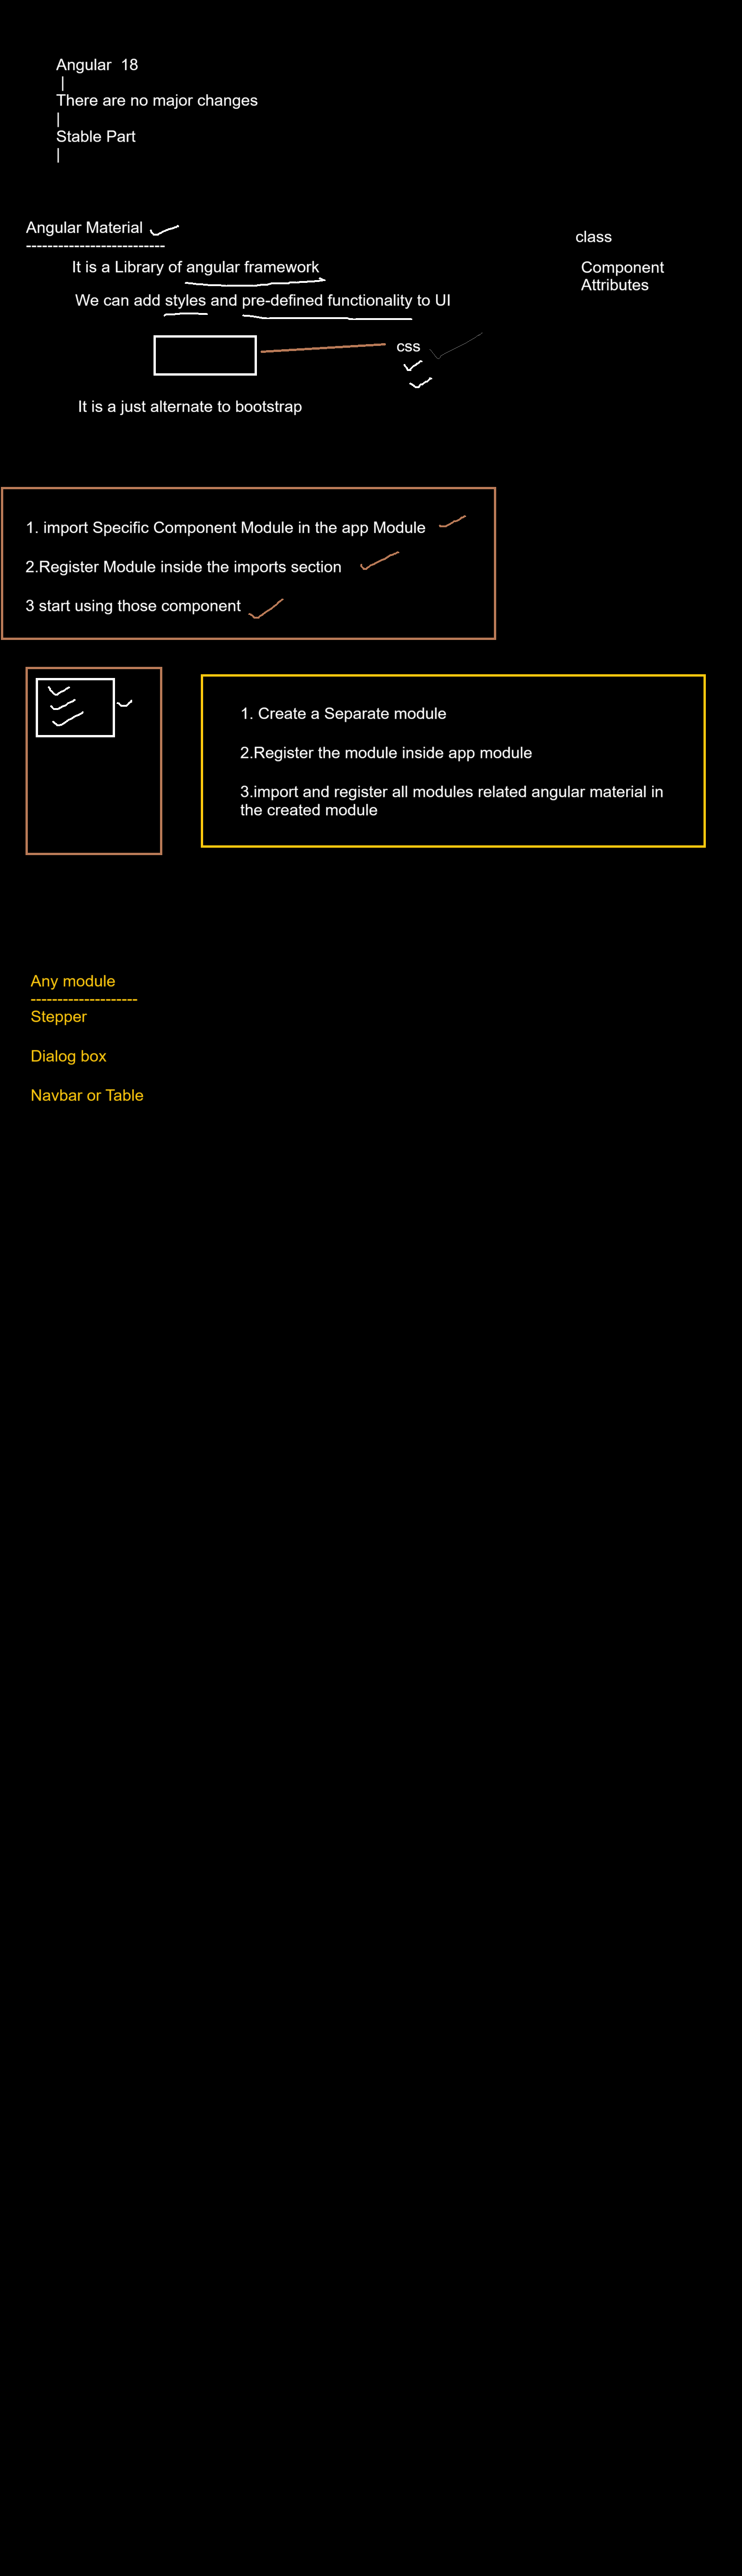 Angular  18
|
There are no major changes
|
Stable Part
|
Angular Material
--------------------------
It is a Library of angular framework
We can add styles and pre-defined functionality to UI
css
It is a just alternate to bootstrap
class
Component
Attributes
1. import Specific Component Module in the app Module
2.Register Module inside the imports section
3 start using those component
1. Create a Separate module
2.Register the module inside app module
3.import and register all modules related angular material in
the created module
Any module
--------------------
Stepper
Dialog box
Navbar or Table